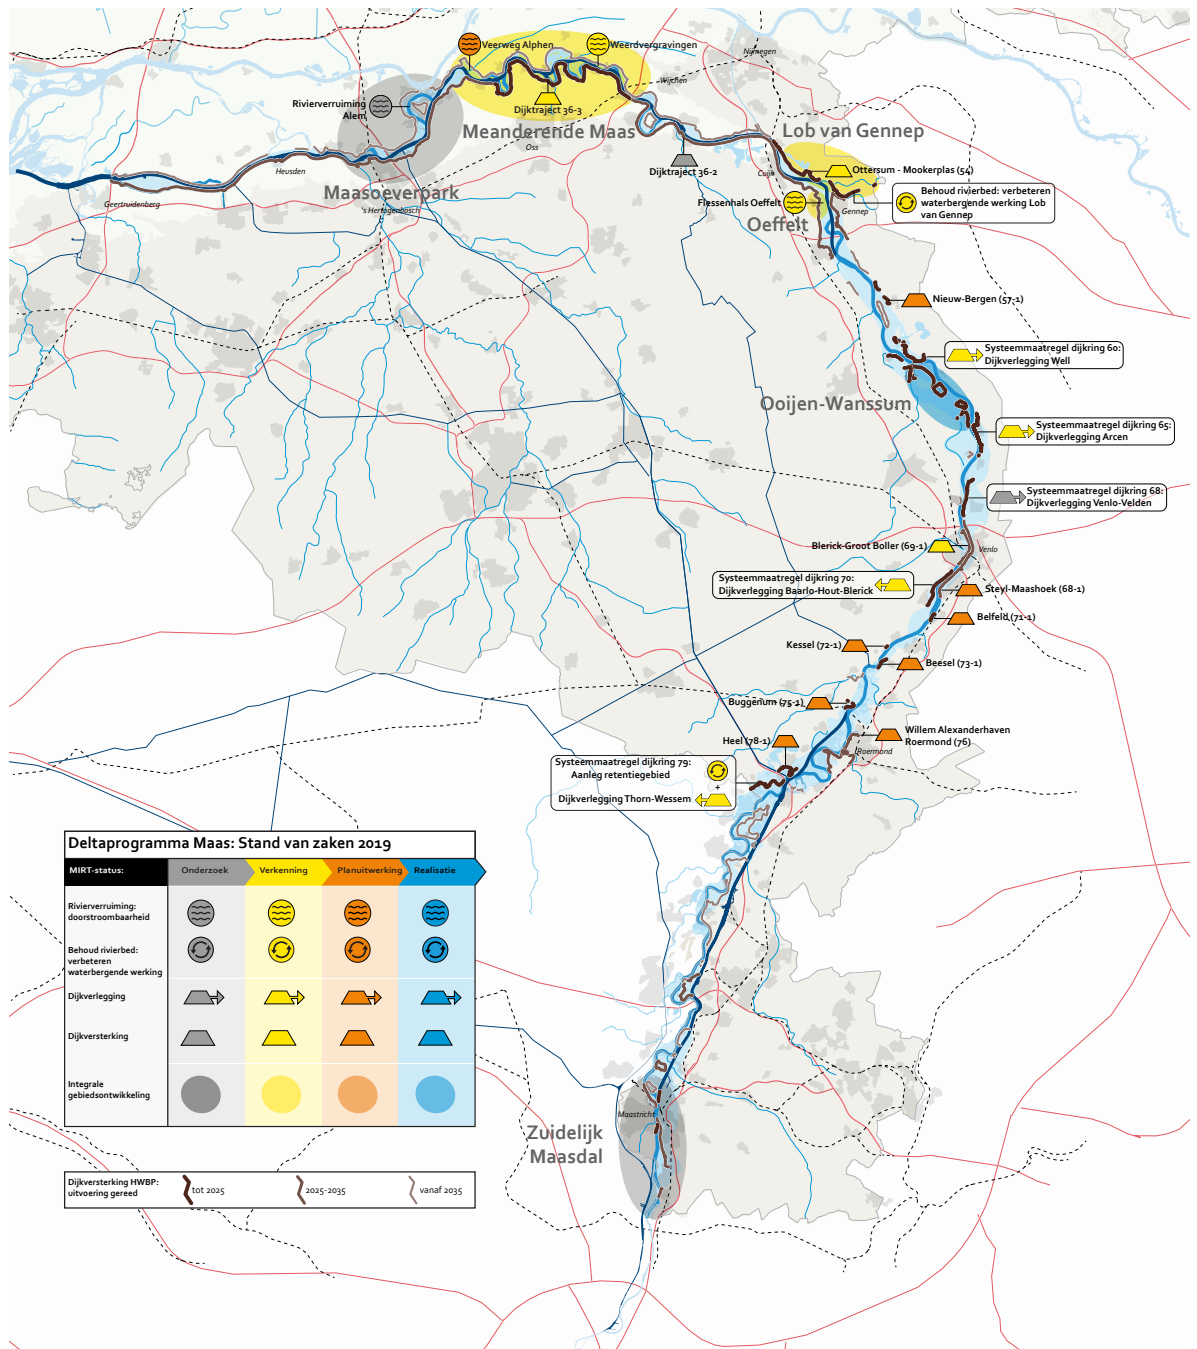 Veerweg Alphen
Weerdvergravingen
Nijmegen
Wijchen
Rivierverruiming
Alem
Dijktraject 36-3
Meanderende Maas
Lob van Gennep
Oss
Dijktraject 36-2
Cuijk
Ottersum - Mookerplas (54)
Heusden
Maasoeverpark
Geertruidenberg
's Hertogenbosch
Flessenhals Oeffelt
Oeffelt
Gennep
Behoud rivierbed: verbeteren
waterbergende werking Lob
van Gennep
Nieuw-Bergen (57-1)
Systeemmaatregel dijkring 60:
Dijkverlegging Well
Ooijen-Wanssum
Systeemmaatregel dijkring 65:
Dijkverlegging Arcen
Systeemmaatregel dijkring 68:
Dijkverlegging Venlo-Velden
Blerick-Groot Boller (69-1)
Venlo
Systeemmaatregel dijkring 70:
Dijkverlegging Baarlo-Hout-Blerick
Steyl-Maashoek (68-1)
Belfeld (71-1)
Kessel (72-1)
Beesel (73-1)
Buggenum (75-1)
Willem Alexanderhaven
Roermond (76)
Heel (78-1)
Roermond
Systeemmaatregel dijkring 79:
Aanleg retentiegebied
+
Dijkverlegging Thorn-Wessem
Deltaprogramma Maas: Stand van zaken 2019
MIRT-status:
Onderzoek
Verkenning
Planuitwerking
Realisatie
Rivierverruiming:
doorstroombaarheid
Behoud rivierbed:
verbeteren
waterbergende werking
Dijkverlegging
Dijkversterking
Integrale
gebiedsontwikkeling
Maastricht
Zuidelijk
Maasdal
Dijkversterking HWBP:
uitvoering gereed
tot 2025
2025-2035
vanaf 2035